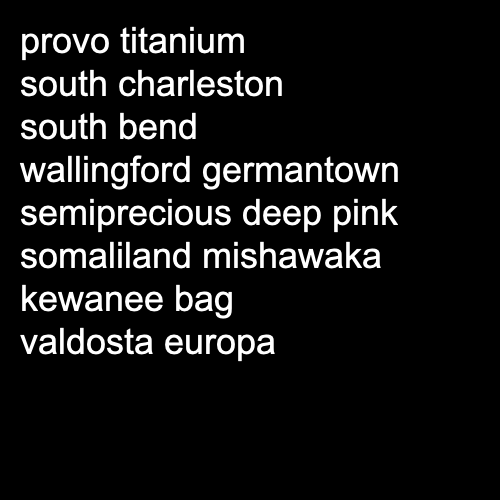 provo titanium
south charleston
south bend
wallingford germantown
semiprecious deep pink
somaliland mishawaka
kewanee bag
valdosta europa